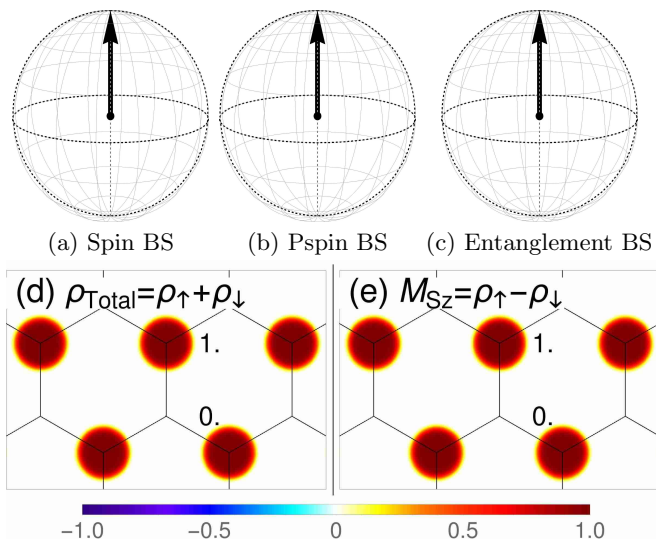 (a) Spin BS (b) Pspin BS (c) Entanglement BS
(d) ρTotal=ρ↑+ρ↓ (e) MSz=ρ↑−ρ↓
1. 1.
0. 0.
−1.0 −0.5 0 0.5 1.0